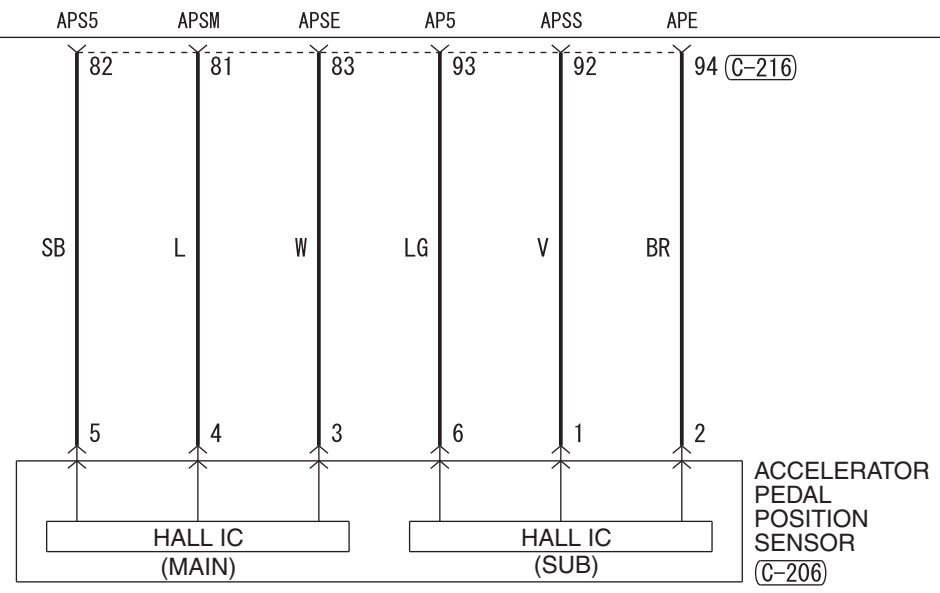 APS5 APSM APSE AP5 APSS APE
82 81 83 93 92 94 C-216
SB L W LG V BR
5 4 3 6 1 2
ACCELERATOR
PEDAL
POSITION
SENSOR
C-206
HALL IC
(MAIN)
HALL IC
(SUB)